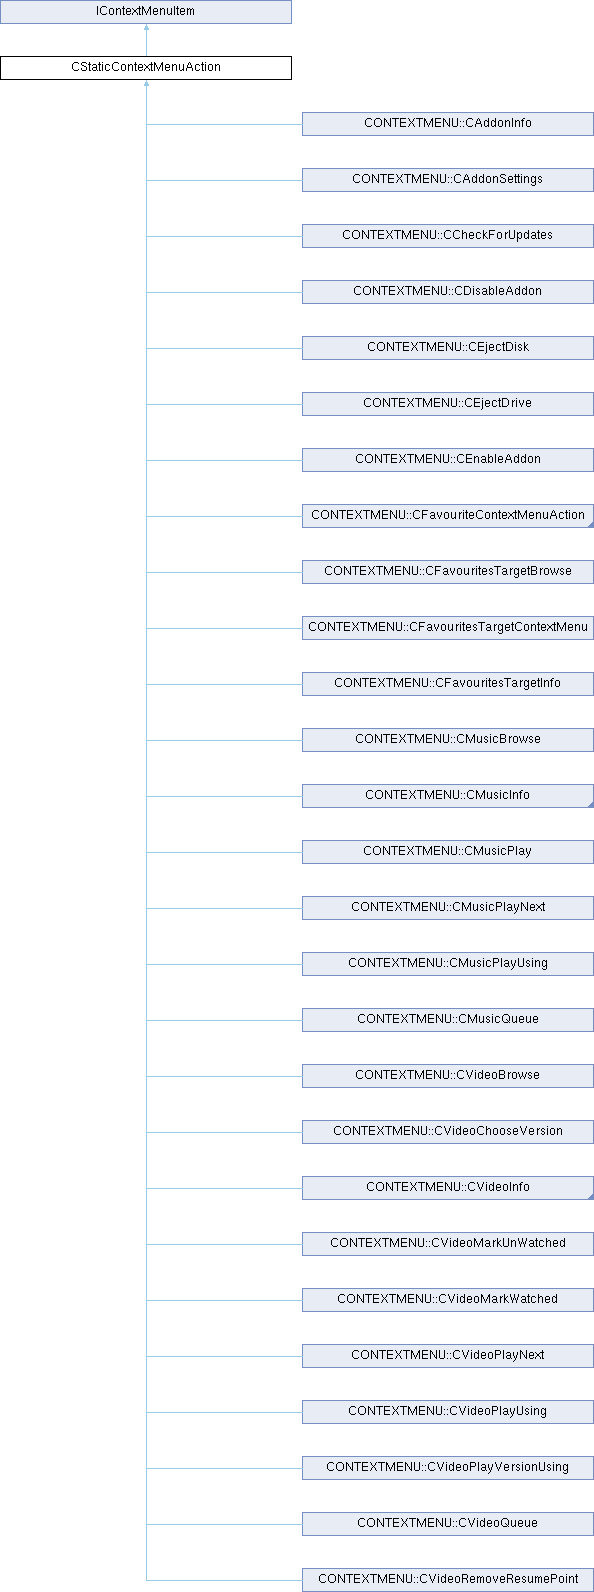 IContextMenuItem
CStaticContextMenuAction
CONTEXTMENU::CAddonInfo
CONTEXTMENU::CAddonSettings
CONTEXTMENU::CCheckForUpdates
CONTEXTMENU::CDisableAddon
CONTEXTMENU::CEjectDisk
CONTEXTMENU::CEjectDrive
CONTEXTMENU::CEnableAddon
CONTEXTMENU::CFavouriteContextMenuAction
CONTEXTMENU::CFavouritesTargetBrowse
CONTEXTMENU::CFavouritesTargetContextMenu
CONTEXTMENU::CFavouritesTargetInfo
CONTEXTMENU::CMusicBrowse
CONTEXTMENU::CMusicInfo
CONTEXTMENU::CMusicPlay
CONTEXTMENU::CMusicPlayNext
CONTEXTMENU::CMusicPlayUsing
CONTEXTMENU::CMusicQueue
CONTEXTMENU::CVideoBrowse
CONTEXTMENU::CVideoChooseVersion
CONTEXTMENU::CVideoInfo
CONTEXTMENU::CVideoMarkUnWatched
CONTEXTMENU::CVideoMarkWatched
CONTEXTMENU::CVideoPlayNext
CONTEXTMENU::CVideoPlayUsing
CONTEXTMENU::CVideoPlayVersionUsing
CONTEXTMENU::CVideoQueue
CONTEXTMENU::CVideoRemoveResumePoint